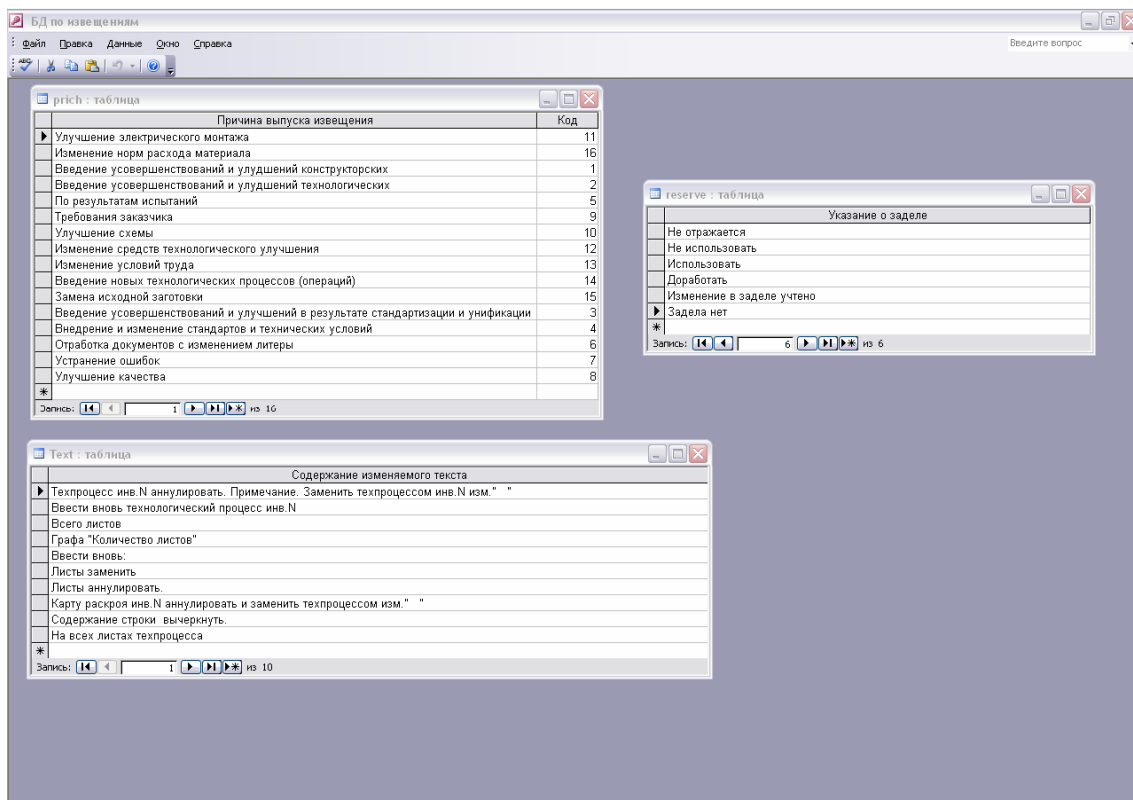 БД по извещениям
Файл Правка Данные Окно Справка
Введите вопрос
prich : таблица
Причина выпуска извещения Код
Улучшение электрического монтажа 11
Изменение норм расхода материала 16
Введение усовершенствований и улудшений конструкторских 1
Введение усовершенствований и улудшений технологических 2
По результатам испытаний 5
Требования заказчика 9
Улучшение схемы 10
Изменение средств технологического улучшения 12
Изменение условий труда 13
Введение новых технологических процессов (операций) 14
Замена исходной заготовки 15
Введение усовершенствований и улучшений в результате стандартизации и унификации 3
Внедрение и изменение стандартов и технических условий 4
Отработка документов с изменением литеры 6
Устранение ошибок 7
Улучшение качества 8
Запись: 1 из 16
reserve : таблица
Указание о заделе
Не отражается
Не использовать
Использовать
Доработать
Изменение в заделе учтено
Задела нет
Запись: 6 из 6
Text : таблица
Содержание изменяемого текста
Техпроцесс инв.N аннулировать. Примечание. Заменить техпроцессом инв.N изм." "
Ввести вновь технологический процесс инв.N
Всего листов
Графа "Количество листов"
Ввести вновь:
Листы заменить
Листы аннулировать.
Карту раскроя инв.N аннулировать и заменить техпроцессом изм." "
Содержание строки вычеркнуть.
На всех листах техпроцесса
Запись: 1 из 10